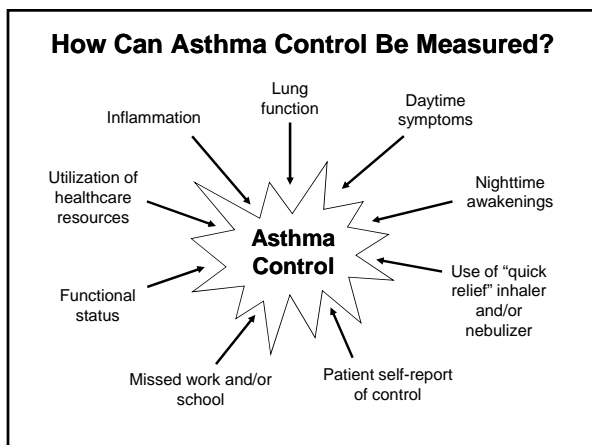 How Can Asthma Control Be Measured?
Lung
function
Daytime
symptoms
Inflammation
Nighttime
awakenings
Utilization of
healthcare
resources
Asthma
Control
Use of “quick
relief” inhaler
and/or
nebulizer
Functional
status
Patient self-report
of control
Missed work and/or
school